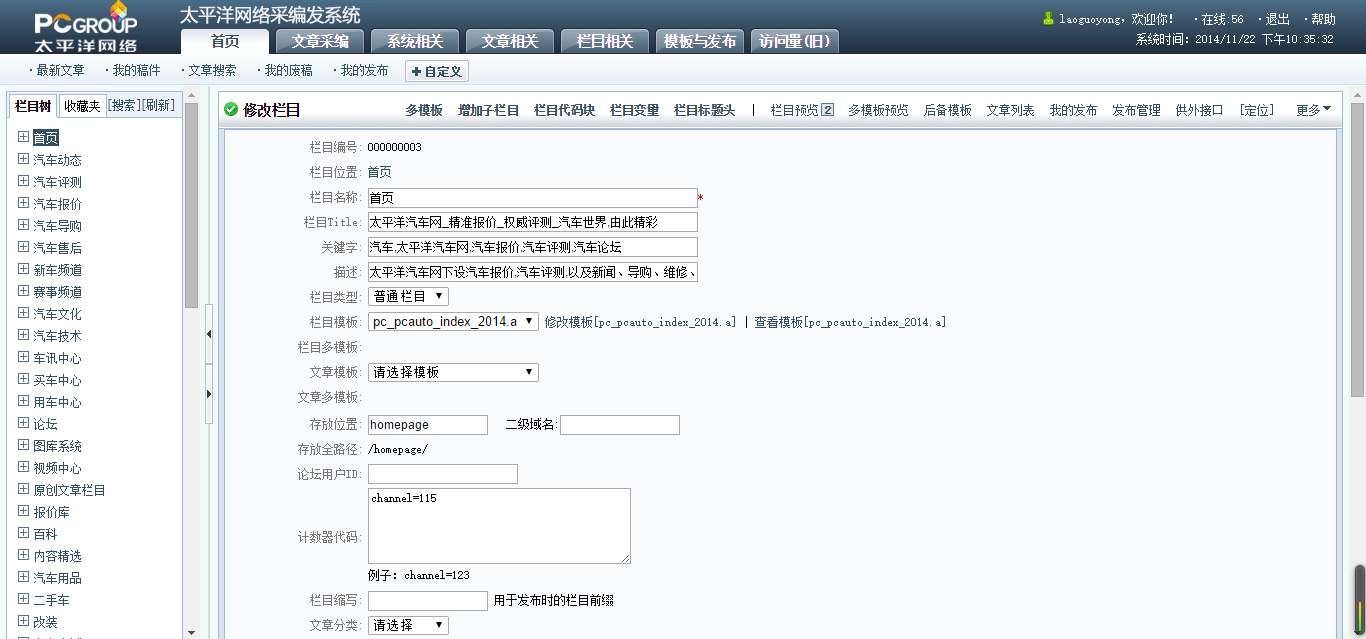 PCGROUP
太平洋网络
太平洋网络采编发系统
laoguoyong，欢迎你! ·在线:56 ·退出 ·帮助
系统时间: 2014/11/22 下午10:35:32
首页 文章采编 系统相关 文章相关 栏目相关 模板与发布 访问量(旧)
·最新文章 ·我的稿件 ·文章搜索 ·我的废稿 ·我的发布 +自定义
栏目树 收藏夹 [搜索][刷新]
首页
汽车动态
汽车评测
汽车报价
汽车导购
汽车售后
新车频道
赛事频道
汽车文化
汽车技术
车讯中心
买车中心
用车中心
论坛
图库系统
视频中心
原创文章栏目
报价库
百科
内容精选
汽车用品
二手车
改装
修改栏目 多模板 增加子栏目 栏目代码块 栏目变量 栏目标题头 | 栏目预览2 多模板预览 后备模板 文章列表 我的发布 发布管理 供外接口 [定位] 更多
栏目编号: 000000003
栏目位置: 首页
栏目名称: 首页 *
栏目Title: 太平洋汽车网_精准报价_权威评测_汽车世界,由此精彩
关键字: 汽车,太平洋汽车网,汽车报价,汽车评测,汽车论坛
描述: 太平洋汽车网下设汽车报价,汽车评测,以及新闻、导购、维修、
栏目类型: 普通栏目
栏目模板: pc_pcauto_index_2014.a 修改模板[pc_pcauto_index_2014.a] | 查看模板[pc_pcauto_index_2014.a]
栏目多模板:
文章模板: 请选择模板
文章多模板:
存放位置: homepage 二级域名:
存放全路径: /homepage/
论坛用户ID:
计数器代码: channel=115
例子: channel=123
栏目缩写: 用于发布时的栏目前缀
文章分类: 请选择